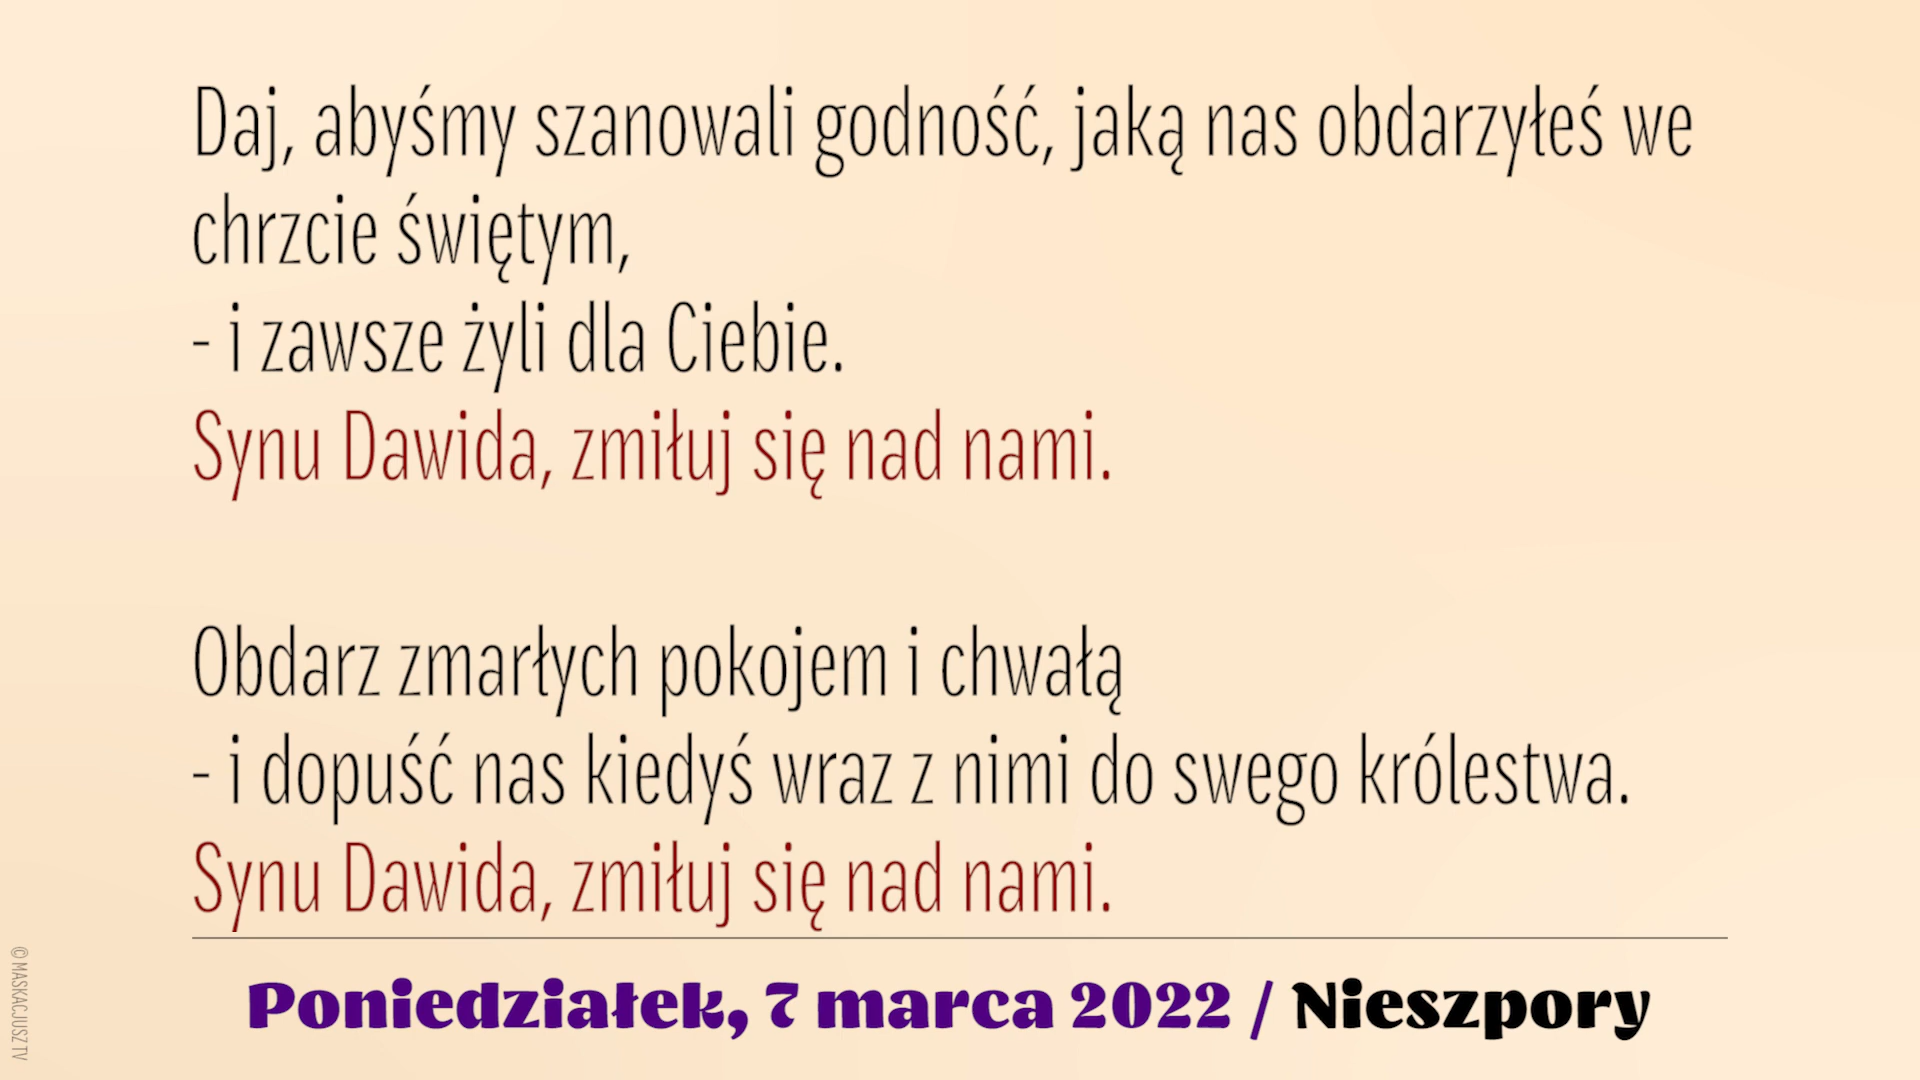 Daj, abyśmy szanowali godność, jaką nas obdarzyłeś we
chrzcie świętym,
- i zawsze żyli dla Ciebie.
Synu Dawida, zmiłuj się nad nami.
Obdarz zmarłych pokojem i chwałą
- i dopuść nas kiedyś wraz z nimi do swego królestwa.
Synu Dawida, zmiłuj się nad nami.
Poniedziałek, 7 marca 2022 / Nieszpory
© MASKACJUSZ TV